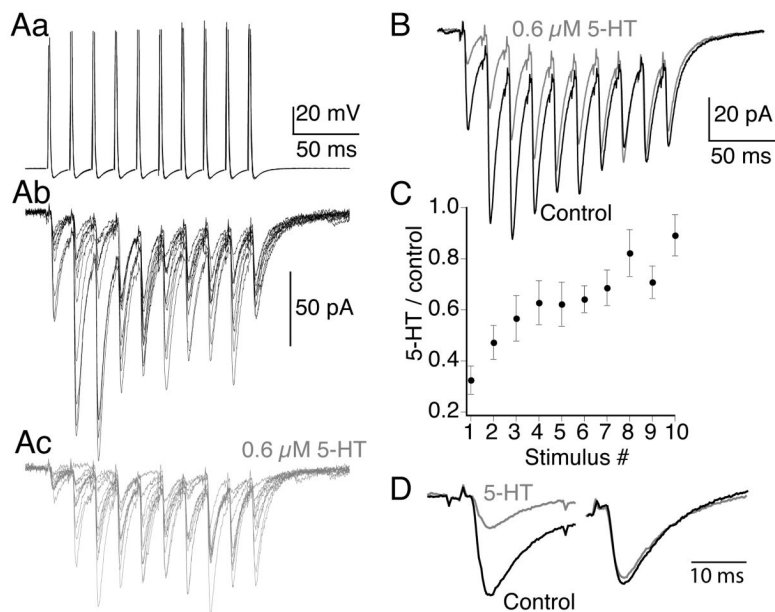 Aa
20 mV
50 ms
Ab
50 pA
Ac
0.6 µM 5-HT
B
0.6 µM 5-HT
20 pA
50 ms
Control
C
1.0
0.8
0.6
0.4
0.2
5-HT / control
1 2 3 4 5 6 7 8 9 10
Stimulus #
D
5-HT
Control
10 ms